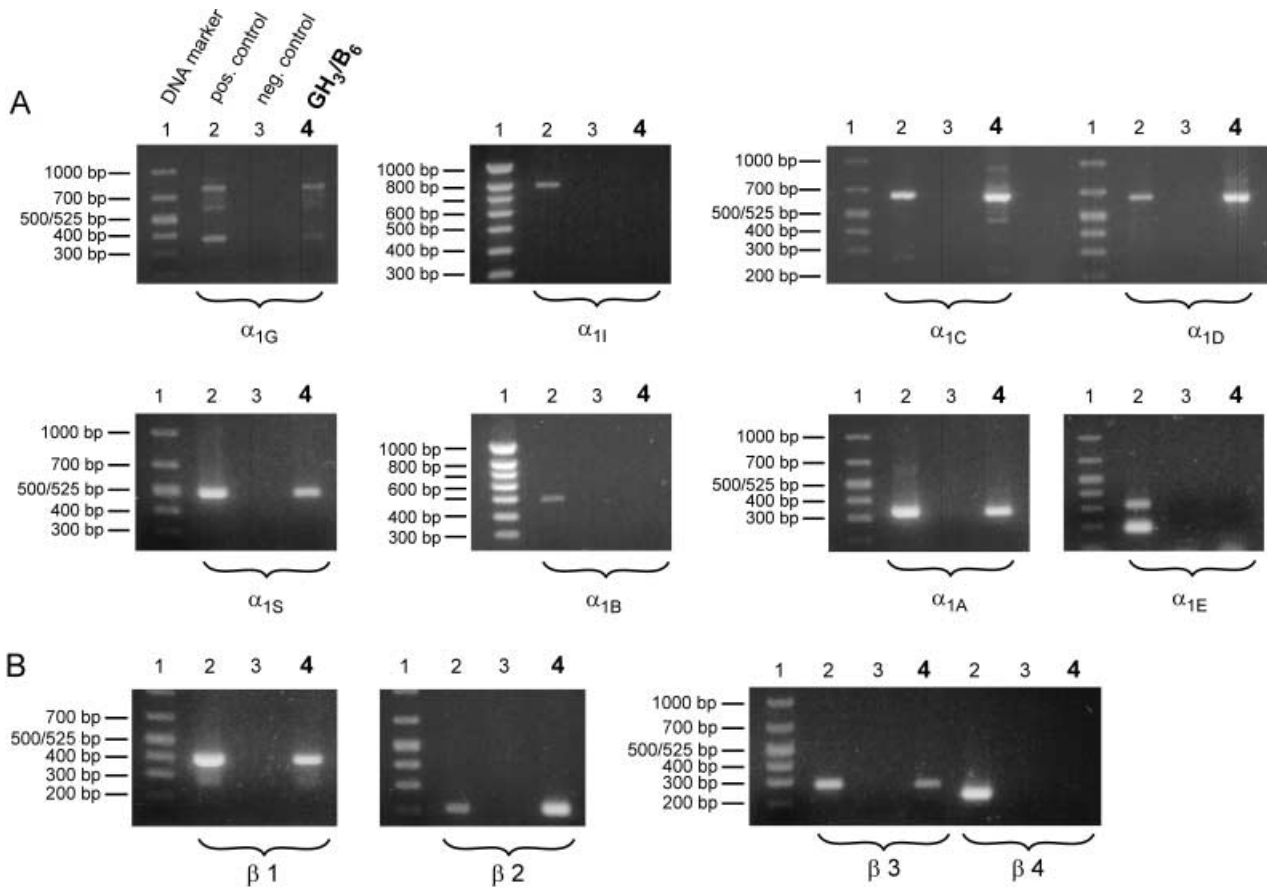 DNA marker
pos. control
neg. control
GH3/B6
A
1 2 3 4
1000 bp
700 bp
500/525 bp
400 bp
300 bp
α1G
2 3 4
1
1000 bp
800 bp
600 bp
500 bp
400 bp
300 bp
α1I
1 2 3 4 1 2 3 4
1000 bp
700 bp
500/525 bp
400 bp
300 bp
200 bp
α1C
α1D
1 2 3 4
1000 bp
700 bp
500/525 bp
400 bp
300 bp
α1S
1 2 3 4
1000 bp
800 bp
600 bp
400 bp
300 bp
α1B
1 2 3 4
1000 bp
700 bp
500/525 bp
400 bp
300 bp
α1A
1 2 3 4
α1E
B
1 2 3 4
700 bp
500/525 bp
400 bp
300 bp
200 bp
β 1
1 2 3 4
β 2
1 2 3 4 2 3 4
1000 bp
700 bp
500/525 bp
400 bp
300 bp
200 bp
β 3
β 4